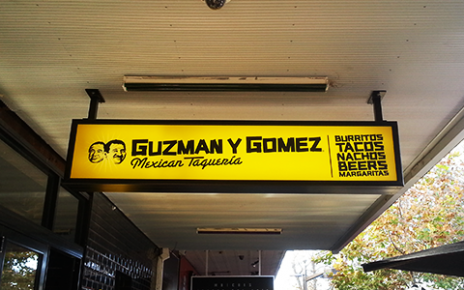 GUZMAN Y GOMEZ
Mexican Taqueria
BURRITOS
TACOS
NACHOS
BEERS
MARGARITAS